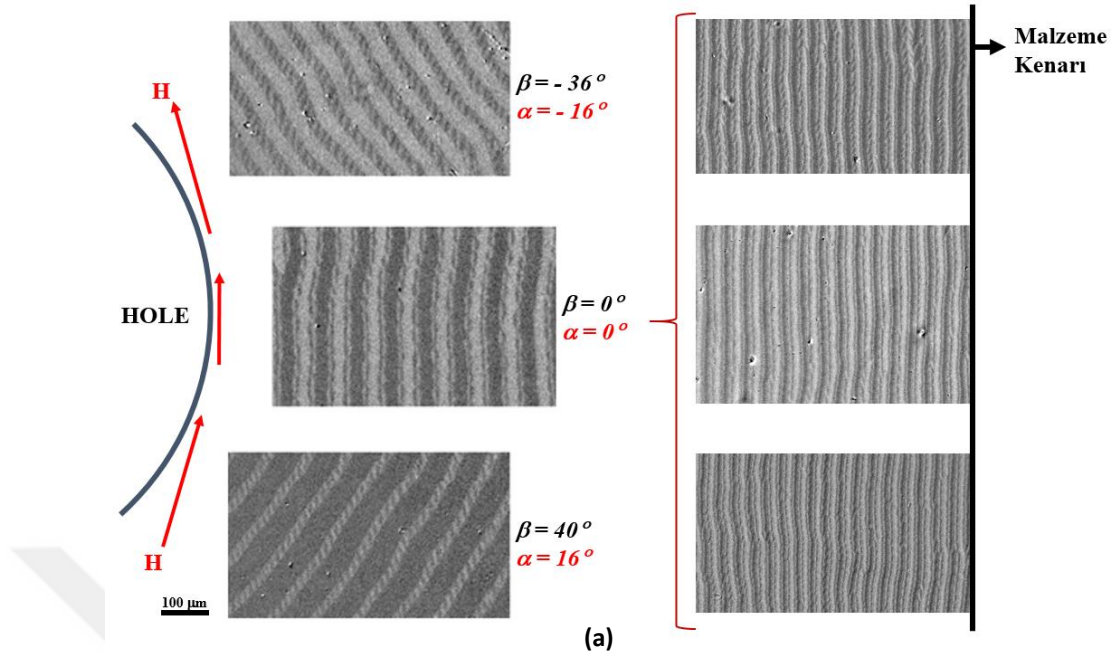 H
β = - 36°
α = - 16°
Malzeme
Kenarı
HOLE
β = 0°
α = 0°
β = 40°
α = 16°
H
100 µm
(a)